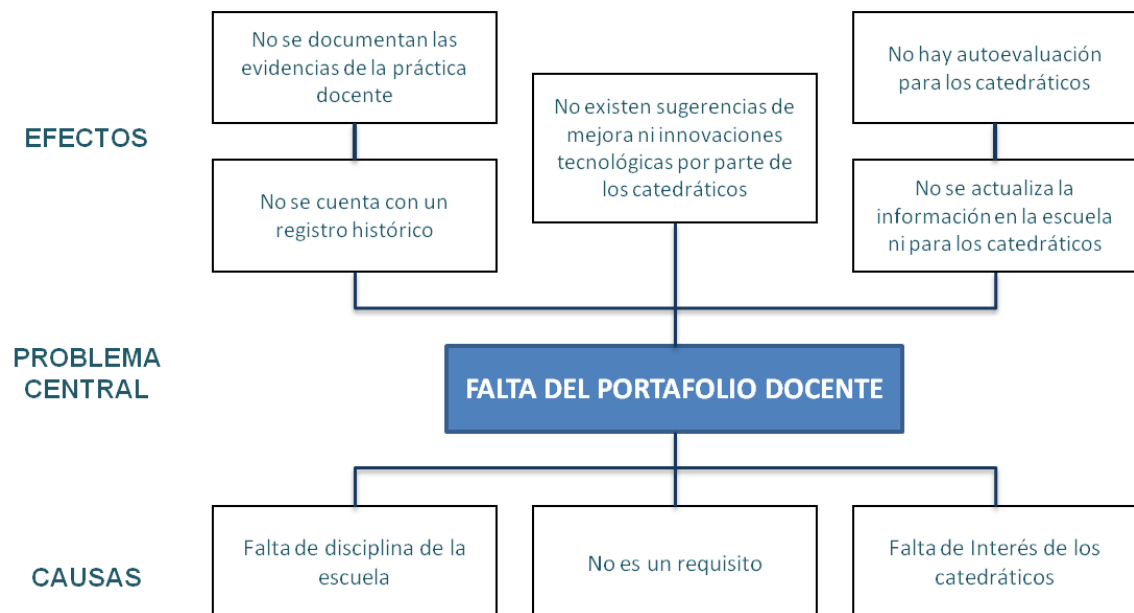 No se documentan las
evidencias de la práctica
docente
No hay autoevaluación
para los catedráticos
No existen sugerencias de
mejora ni innovaciones
tecnológicas por parte de
los catedráticos
EFECTOS
No se cuenta con un
registro histórico
No se actualiza la
información en la escuela
ni para los catedráticos
PROBLEMA
CENTRAL
FALTA DEL PORTAFOLIO DOCENTE
CAUSAS
Falta de disciplina de la
escuela
No es un requisito
Falta de Interés de los
catedráticos